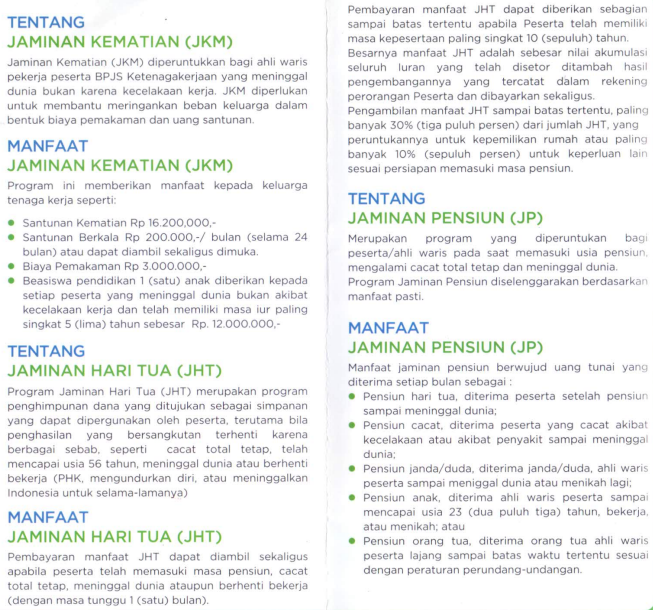 TENTANG
JAMINAN KEMATIAN (JKM)
Jaminan Kematian (JKM) diperuntukkan bagi ahli waris
pekerja peserta BPJS Ketenagakerjaan yang meninggal
dunia bukan karena kecelakaan kerja. JKM diperlukan
untuk membantu meringankan beban keluarga dalam
bentuk biaya pemakaman dan uang santunan.
MANFAAT
JAMINAN KEMATIAN (JKM)
Program ini memberikan manfaat kepada keluarga
tenaga kerja seperti:
Santunan Kematian Rp 16.200,000,-
Santunan Berkala Rp 200.000,-/ bulan (selama 24
bulan) atau dapat diambil sekaligus dimuka.
Biaya Pemakaman Rp 3.000.000,-
Beasiswa pendidikan 1 (satu) anak diberikan kepada
setiap peserta yang meninggal dunia bukan akibat
kecelakaan kerja dan telah memiliki masa iur paling
singkat 5 (lima) tahun sebesar Rp. 12.000.000,-
TENTANG
JAMINAN HARI TUA (JHT)
Program Jaminan Hari Tua (JHT) merupakan program
penghimpunan dana yang ditujukan sebagai simpanan
yang dapat dipergunakan oleh peserta, terutama bila
penghasilan yang bersangkutan terhenti karena
berbagai sebab, seperti cacat total tetap, telah
mencapai usia 56 tahun, meninggal dunia atau berhenti
bekerja (PHK, mengundurkan diri, atau meninggalkan
Indonesia untuk selama-lamanya)
MANFAAT
JAMINAN HARI TUA (JHT)
Pembayaran manfaat JHT dapat diambil sekaligus
apabila peserta telah memasuki masa pensiun, cacat
total tetap, meninggal dunia ataupun berhenti bekerja
(dengan masa tunggu 1 (satu) bulan).
Pembayaran manfaat JHT dapat diberikan sebagian
sampai batas tertentu apabila Peserta telah memiliki
masa kepesertaan paling singkat 10 (sepuluh) tahun.
Besarnya manfaat JHT adalah sebesar nilai akumulasi
seluruh Iuran yang telah disetor ditambah hasil
pengembangannya yang tercatat dalam rekening
perorangan Peserta dan dibayarkan sekaligus.
Pengambilan manfaat JHT sampai batas tertentu, paling
banyak 30% (tiga puluh persen) dari jumlah JHT, yang
peruntukannya untuk kepemilikan rumah atau paling
banyak 10% (sepuluh persen) untuk keperluan lain
sesuai persiapan memasuki masa pensiun.
TENTANG
JAMINAN PENSIUN (JP)
Merupakan program yang diperuntukan bagi
peserta/ahli waris pada saat memasuki usia pensiun,
mengalami cacat total tetap dan meninggal dunia.
Program Jaminan Pensiun diselenggarakan berdasarkan
manfaat pasti.
MANFAAT
JAMINAN PENSIUN (JP)
Manfaat jaminan pensiun berwujud uang tunai yang
diterima setiap bulan sebagai :
Pensiun hari tua, diterima peserta setelah pensiun
sampai meninggal dunia;
Pensiun cacat, diterima peserta yang cacat akibat
kecelakaan atau akibat penyakit sampai meninggal
dunia;
Pensiun janda/duda, diterima janda/duda, ahli waris
peserta sampai meniggal dunia atau menikah lagi;
Pensiun anak, diterima ahli waris peserta sampai
mencapai usia 23 (dua puluh tiga) tahun, bekerja,
atau menikah; atau
Pensiun orang tua, diterima orang tua ahli waris
peserta lajang sampai batas waktu tertentu sesuai
dengan peraturan perundang-undangan.